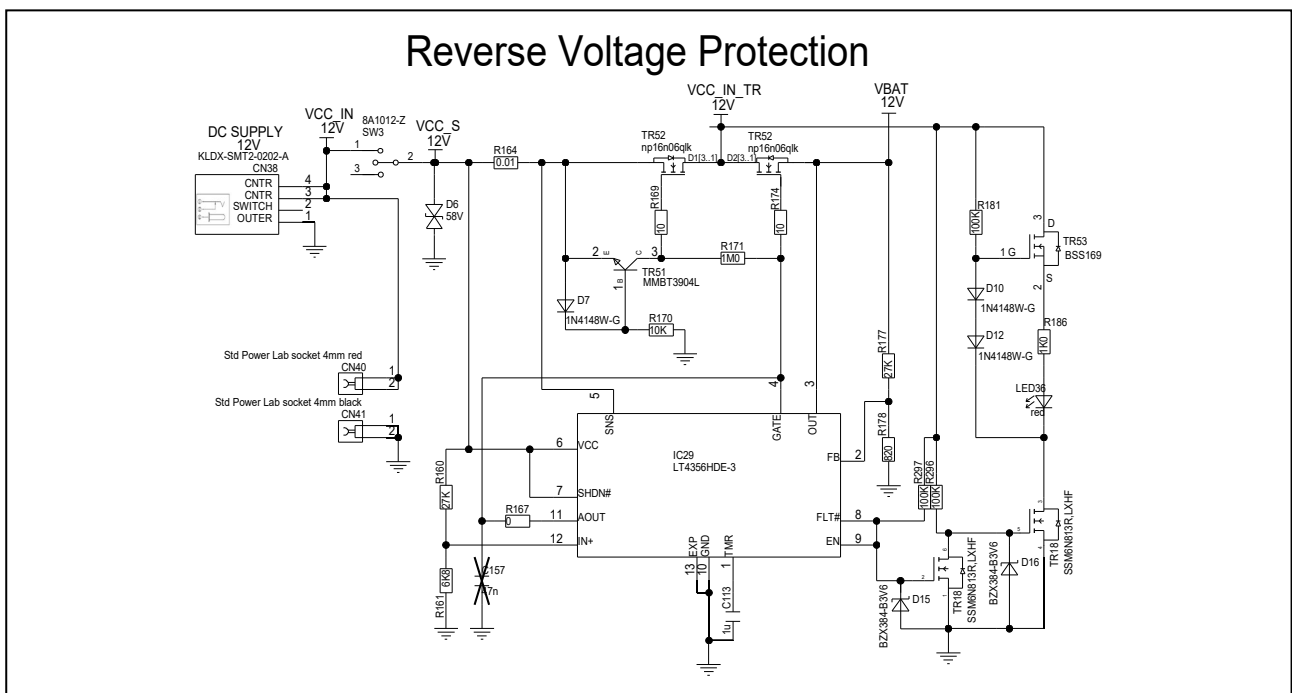 Reverse Voltage Protection
DC SUPPLY
12V
KLDX-SMT2-0202-A
CN38
CNTR 4
CNTR 3
SWITCH 2
OUTER 1
VCC_IN
12V
8A1012-Z
SW3
1
2
3
VCC_S
12V
D6
58V
R164
0.01
TR52
np16n06qlk
D1[3..1]
VCC_IN_TR
12V
TR52
np16n06qlk
D2[3..1]
VBAT
12V
R169
10
R174
10
R171
1M0
2 E
C 3
1 B
TR51
MMBT3904L
D7
1N4148W-G
R170
10K
R181
100K
3 D
1 G
TR53
BSS169
S
2
D10
1N4148W-G
D12
1N4148W-G
R186
1K0
LED36
red
R177
27K
R178
820
Std Power Lab socket 4mm red
CN40
1
2
Std Power Lab socket 4mm black
CN41
1
2
R160
27K
R161
6K8
R167
0
C157
47n
5
SNS
4
GATE
3
OUT
6 VCC
7 SHDN#
11 AOUT
12 IN+
IC29
LT4356HDE-3
FB 2
FLT# 8
EN 9
EXP
13
GND
10
TMR
1
C113
1u
R297
100K
R296
100K
BZX384-B3V6
D15
2
6
1
TR18
SSM6N813R,LXHF
BZX384-B3V6
D16
5
3
4
TR18
SSM6N813R,LXHF